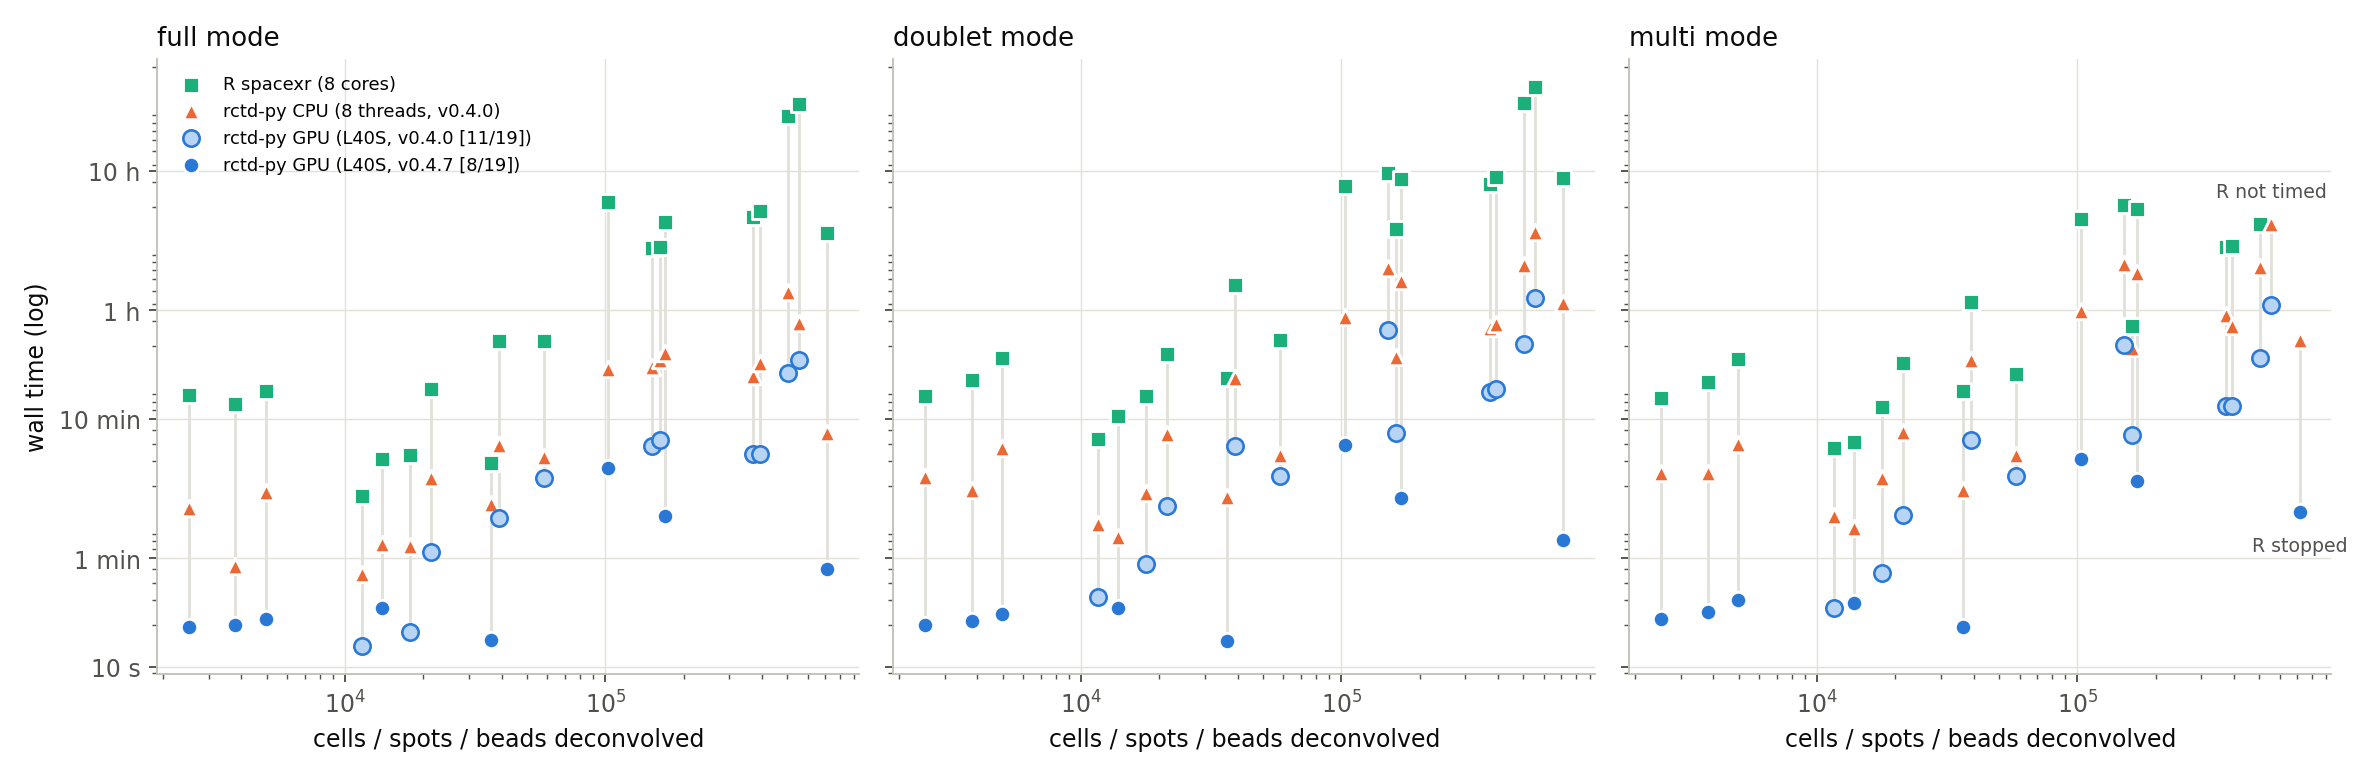 full mode
doublet mode
multi mode
R spacexr (8 cores)
rctd-py CPU (8 threads, v0.4.0)
rctd-py GPU (L40S, v0.4.0 [11/19])
rctd-py GPU (L40S, v0.4.7 [8/19])
wall time (log)
10 h
1 h
10 min
1 min
10 s
R not timed
R stopped
10⁴
10⁵
10⁴
10⁵
10⁴
10⁵
cells / spots / beads deconvolved
cells / spots / beads deconvolved
cells / spots / beads deconvolved